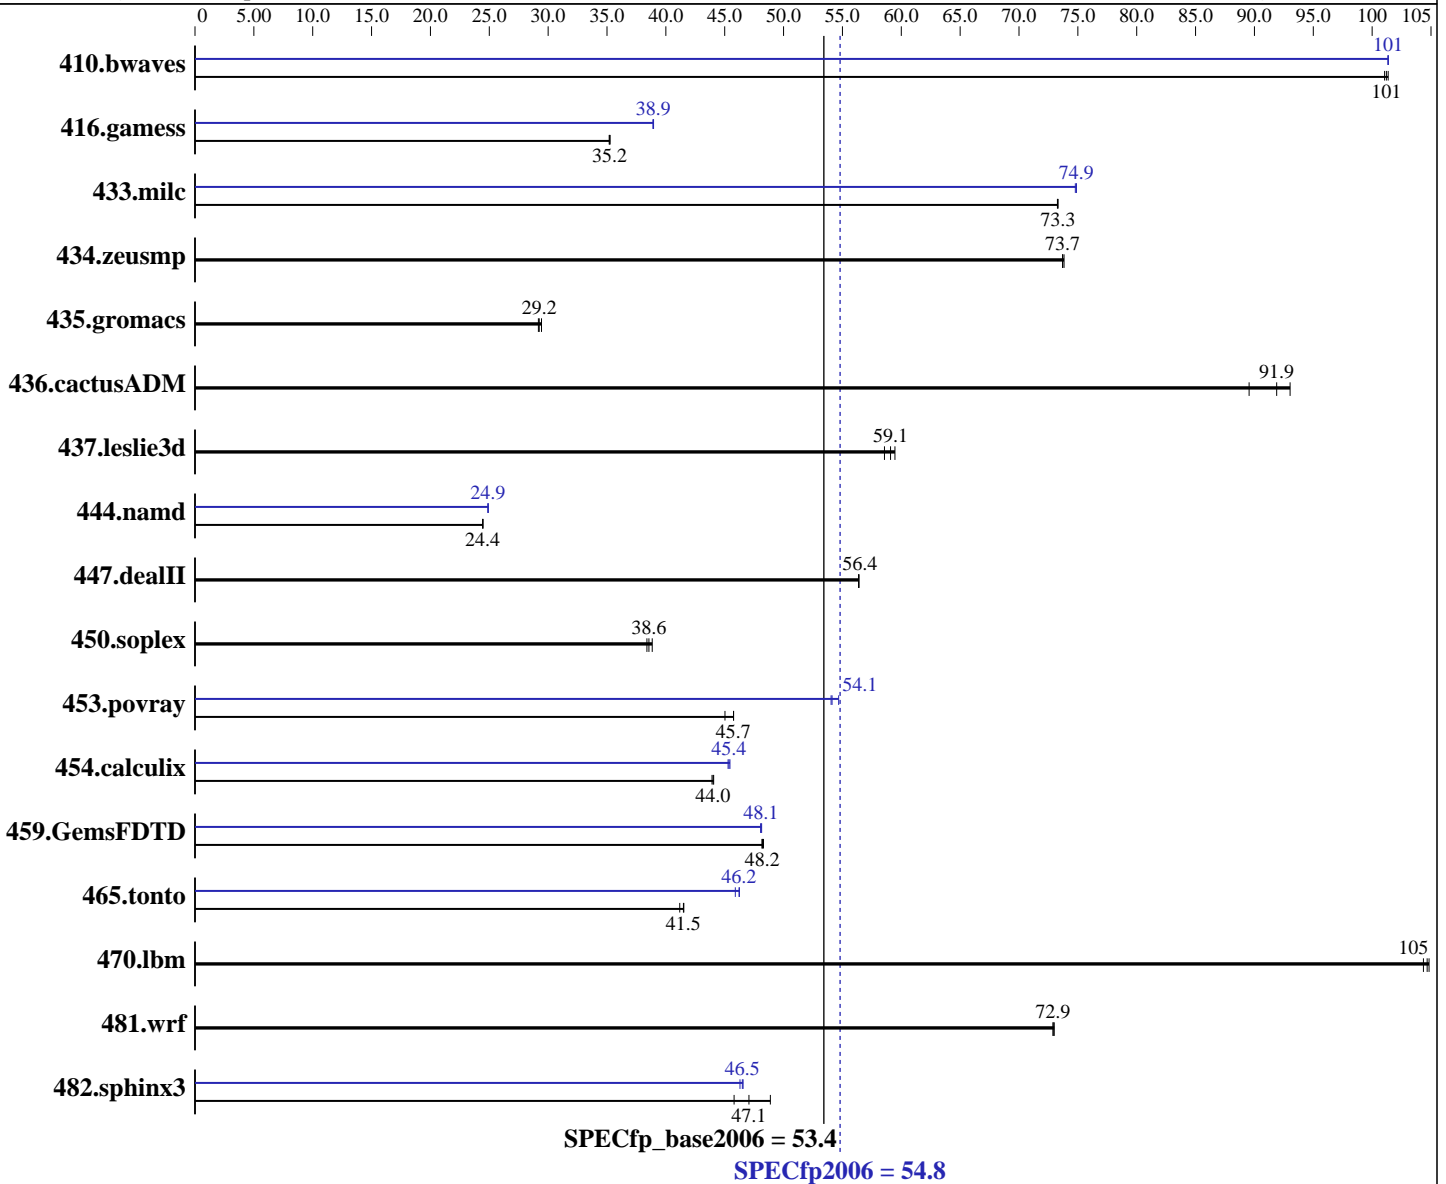 0 5.00 10.0 15.0 20.0 25.0 30.0 35.0 40.0 45.0 50.0 55.0 60.0 65.0 70.0 75.0 80.0 85.0 90.0 95.0 100 105
101
410.bwaves
101
38.9
416.gamess
35.2
74.9
433.milc
73.3
73.7
434.zeusmp
29.2
435.gromacs
91.9
436.cactusADM
59.1
437.leslie3d
24.9
444.namd
24.4
56.4
447.dealII
38.6
450.soplex
54.1
453.povray
45.7
45.4
454.calculix
44.0
48.1
459.GemsFDTD
48.2
46.2
465.tonto
41.5
105
470.lbm
72.9
481.wrf
46.5
482.sphinx3
47.1
SPECfp_base2006 = 53.4
SPECfp2006 = 54.8